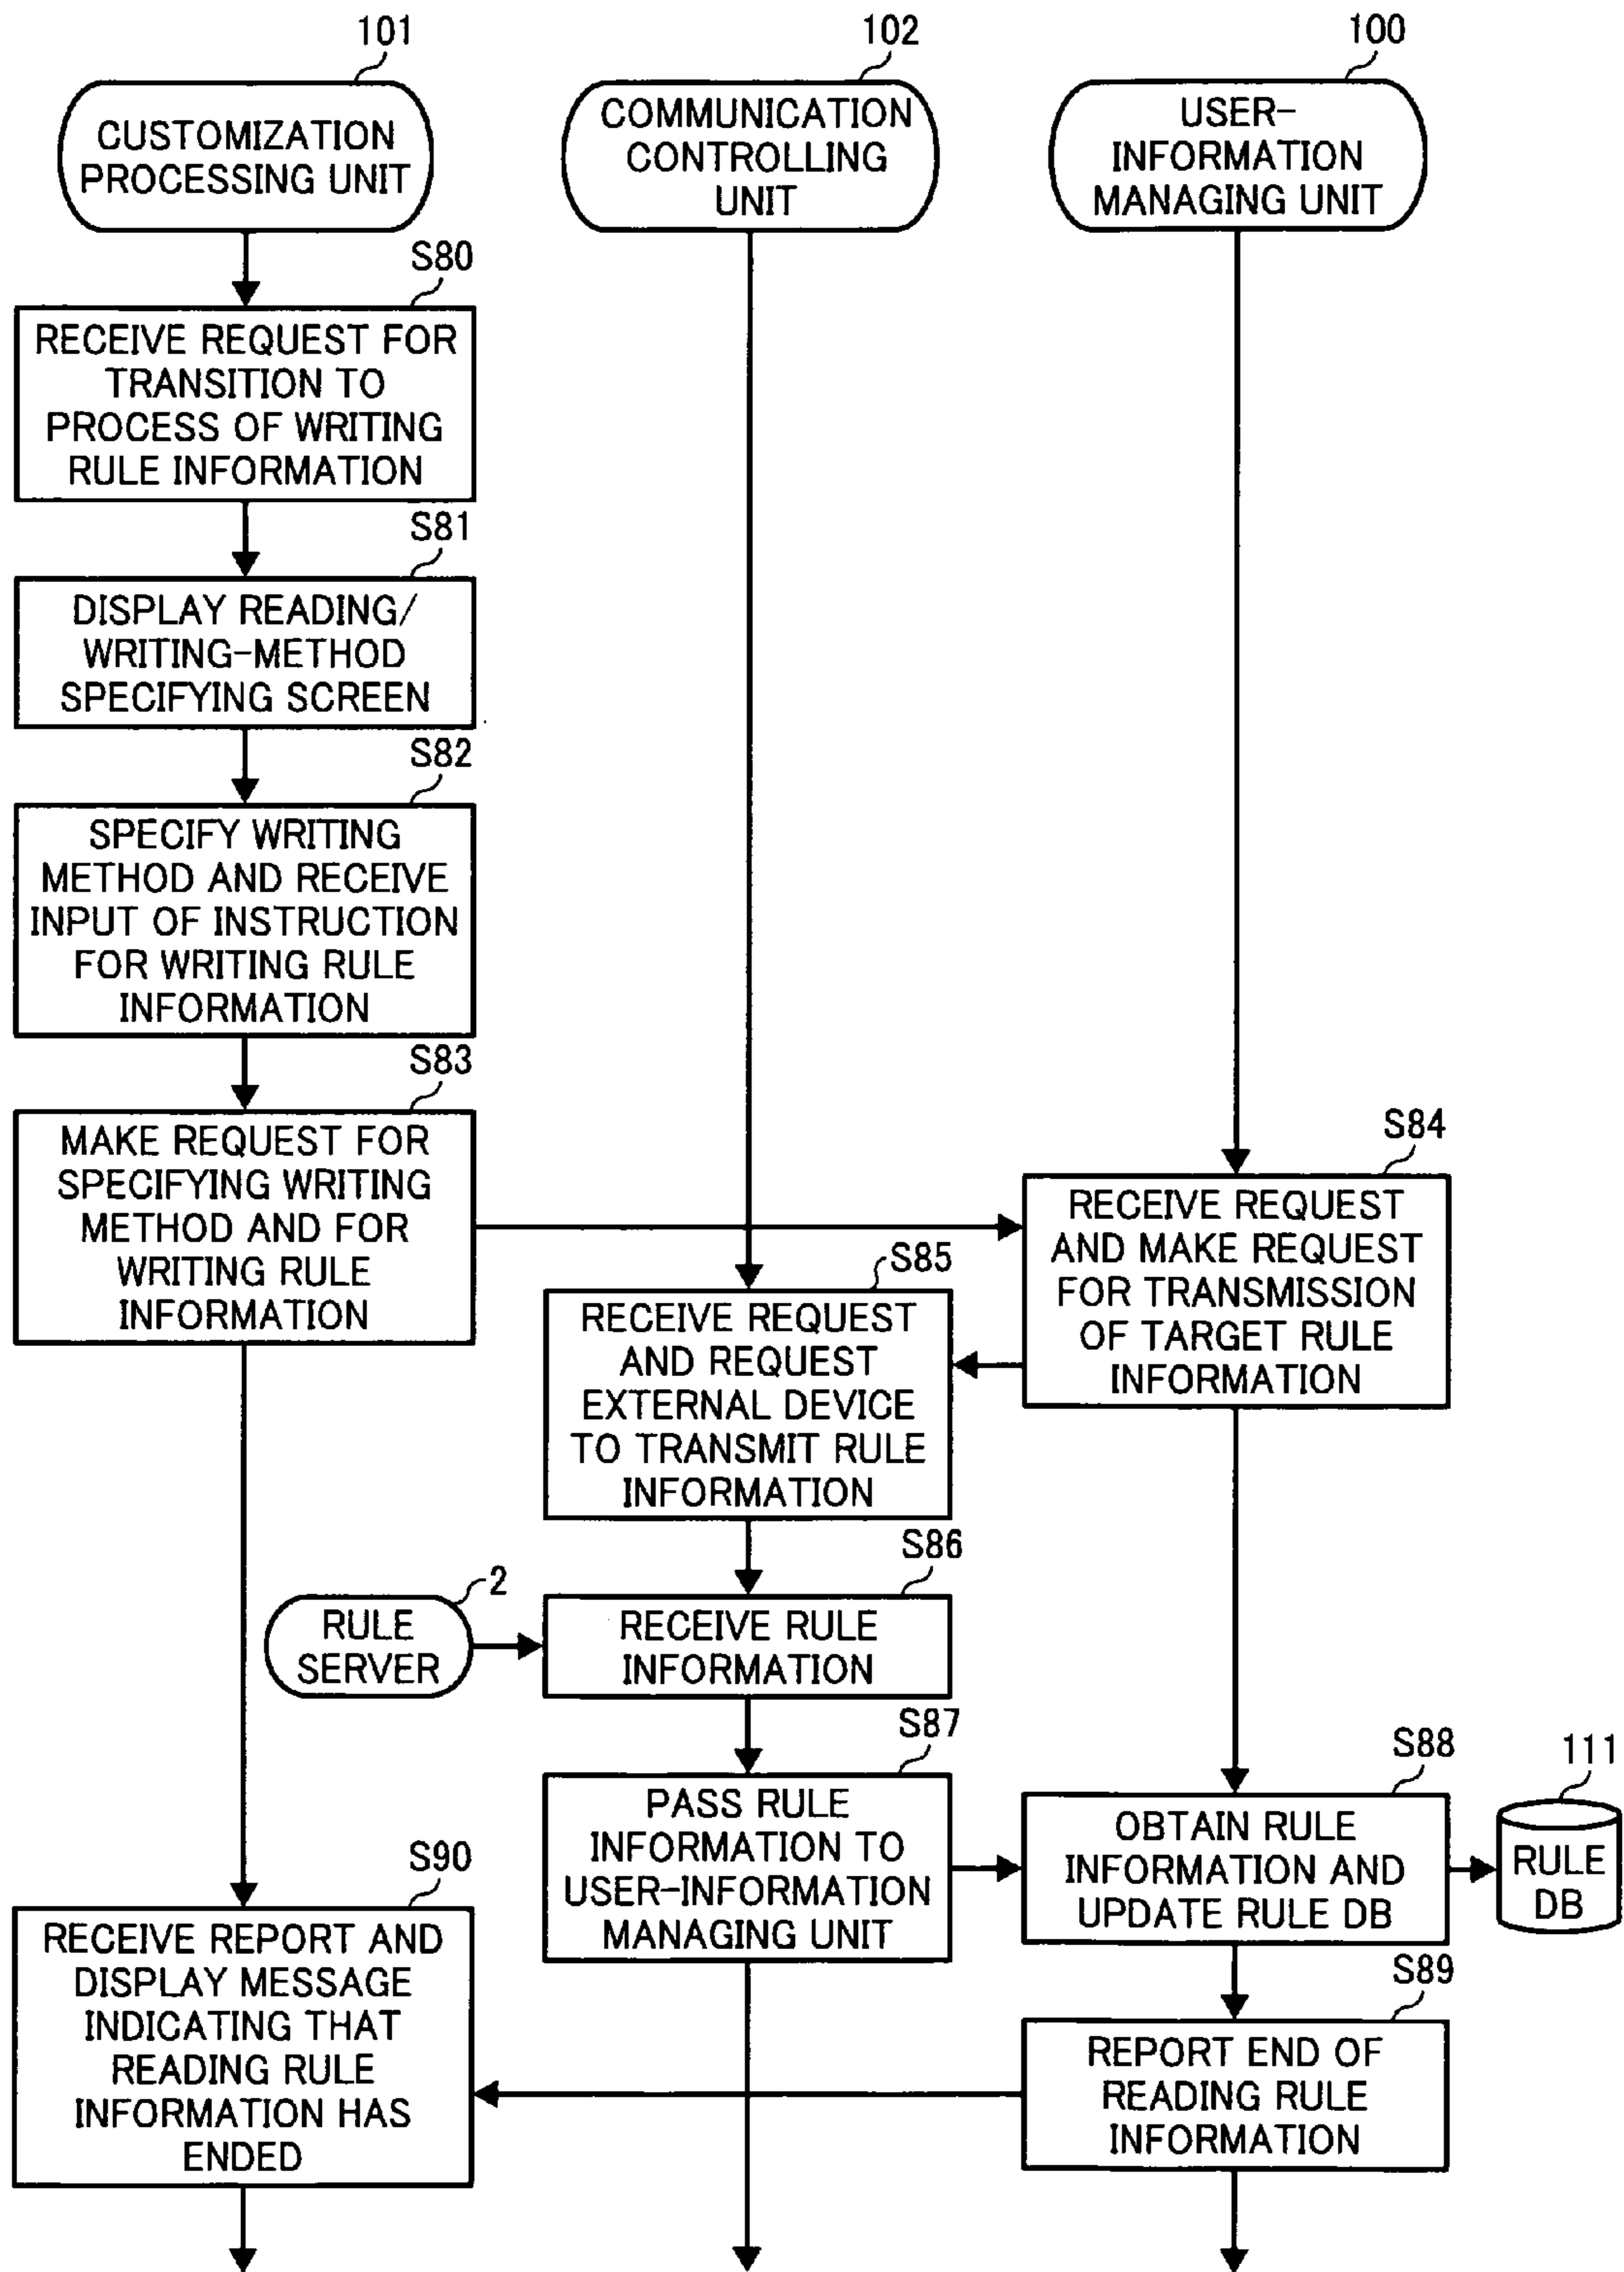 101
CUSTOMIZATION
PROCESSING UNIT
102
COMMUNICATION
CONTROLLING
UNIT
100
USER-
INFORMATION
MANAGING UNIT
S80
RECEIVE REQUEST FOR
TRANSITION TO
PROCESS OF WRITING
RULE INFORMATION
S81
DISPLAY READING/
WRITING-METHOD
SPECIFYING SCREEN
S82
SPECIFY WRITING
METHOD AND RECEIVE
INPUT OF INSTRUCTION
FOR WRITING RULE
INFORMATION
S83
MAKE REQUEST FOR
SPECIFYING WRITING
METHOD AND FOR
WRITING RULE
INFORMATION
S84
RECEIVE REQUEST
AND MAKE REQUEST
FOR TRANSMISSION
OF TARGET RULE
INFORMATION
S85
RECEIVE REQUEST
AND REQUEST
EXTERNAL DEVICE
TO TRANSMIT RULE
INFORMATION
2
RULE
SERVER
S86
RECEIVE RULE
INFORMATION
S87
PASS RULE
INFORMATION TO
USER-INFORMATION
MANAGING UNIT
S88
OBTAIN RULE
INFORMATION AND
UPDATE RULE DB
111
RULE
DB
S89
REPORT END OF
READING RULE
INFORMATION
S90
RECEIVE REPORT AND
DISPLAY MESSAGE
INDICATING THAT
READING RULE
INFORMATION HAS
ENDED